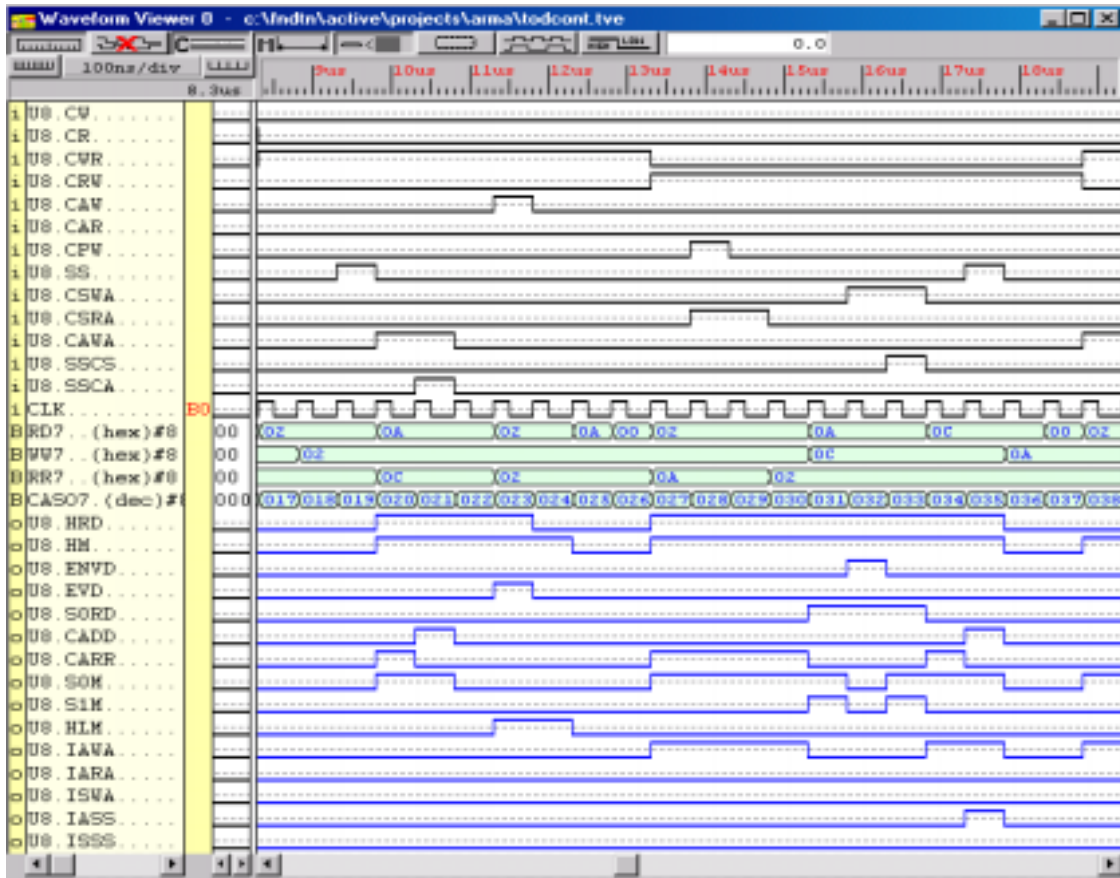 Waveform Viewer 0 - c:\fndtn\active\projects\arma\todcont.tve
0.0
100ns/div
8.3us
9us 10us 11us 12us 13us 14us 15us 16us 17us 18us
i U8.CW.......
i U8.CR.......
i U8.CWR......
i U8.CRW......
i U8.CAW......
i U8.CAR......
i U8.CPW......
i U8.SS.......
i U8.CSWA.....
i U8.CSRA.....
i U8.CAWA.....
i U8.SSCS.....
i U8.SSCA.....
i CLK......... B0
B RD7..(hex)#8 00 02 0A 02 0A 00 02 0A 0C 00 02
B WW7..(hex)#8 00 02 0C 0A
B RR7..(hex)#8 00 0C 02 0A 02
B CASO7.(dec)#8 000 017 018 019 020 021 022 023 024 025 026 027 028 029 030 031 032 033 034 035 036 037 038
o U8.HRD......
o U8.HM.......
o U8.ENVD.....
o U8.EVD......
o U8.SORD.....
o U8.CADD.....
o U8.CARR.....
o U8.S0M......
o U8.S1M......
o U8.HLM......
o U8.IAWA.....
o U8.IARA.....
o U8.ISWA.....
o U8.IASS.....
o U8.ISSS.....